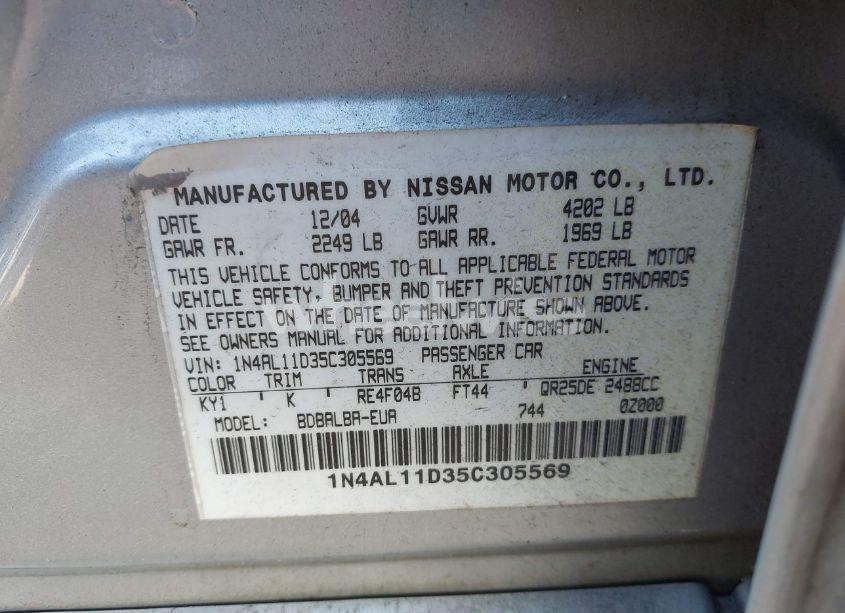 MANUFACTURED BY NISSAN MOTOR CO., LTD.
DATE 12/04 GVWR 4202 LB
GAWR FR. 2249 LB GAWR RR. 1969 LB
THIS VEHICLE CONFORMS TO ALL APPLICABLE FEDERAL MOTOR
VEHICLE SAFETY, BUMPER AND THEFT PREVENTION STANDARDS
IN EFFECT ON THE DATE OF MANUFACTURE SHOWN ABOVE.
SEE OWNERS MANUAL FOR ADDITIONAL INFORMATION.
VIN: 1N4AL11D35C305569 PASSENGER CAR
COLOR TRIM TRANS AXLE ENGINE
KY1 K RE4F04B FT44 QR25DE 2488CC
MODEL: BDBALBA-EUA 744 0Z000
1N4AL11D35C305569